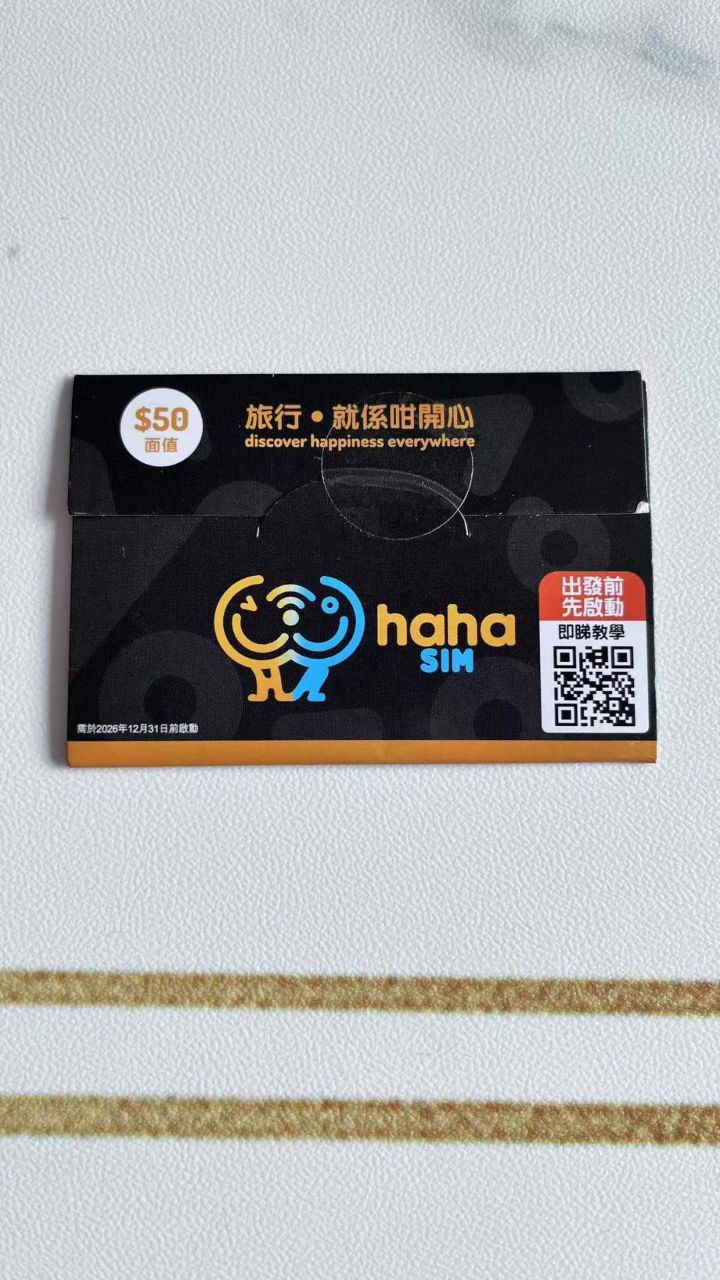 $50
面值
旅行•就係咁開心
discover happiness everywhere
haha
SIM
出發前
先啟動
即睇教學
需於2026年12月31日前啟動